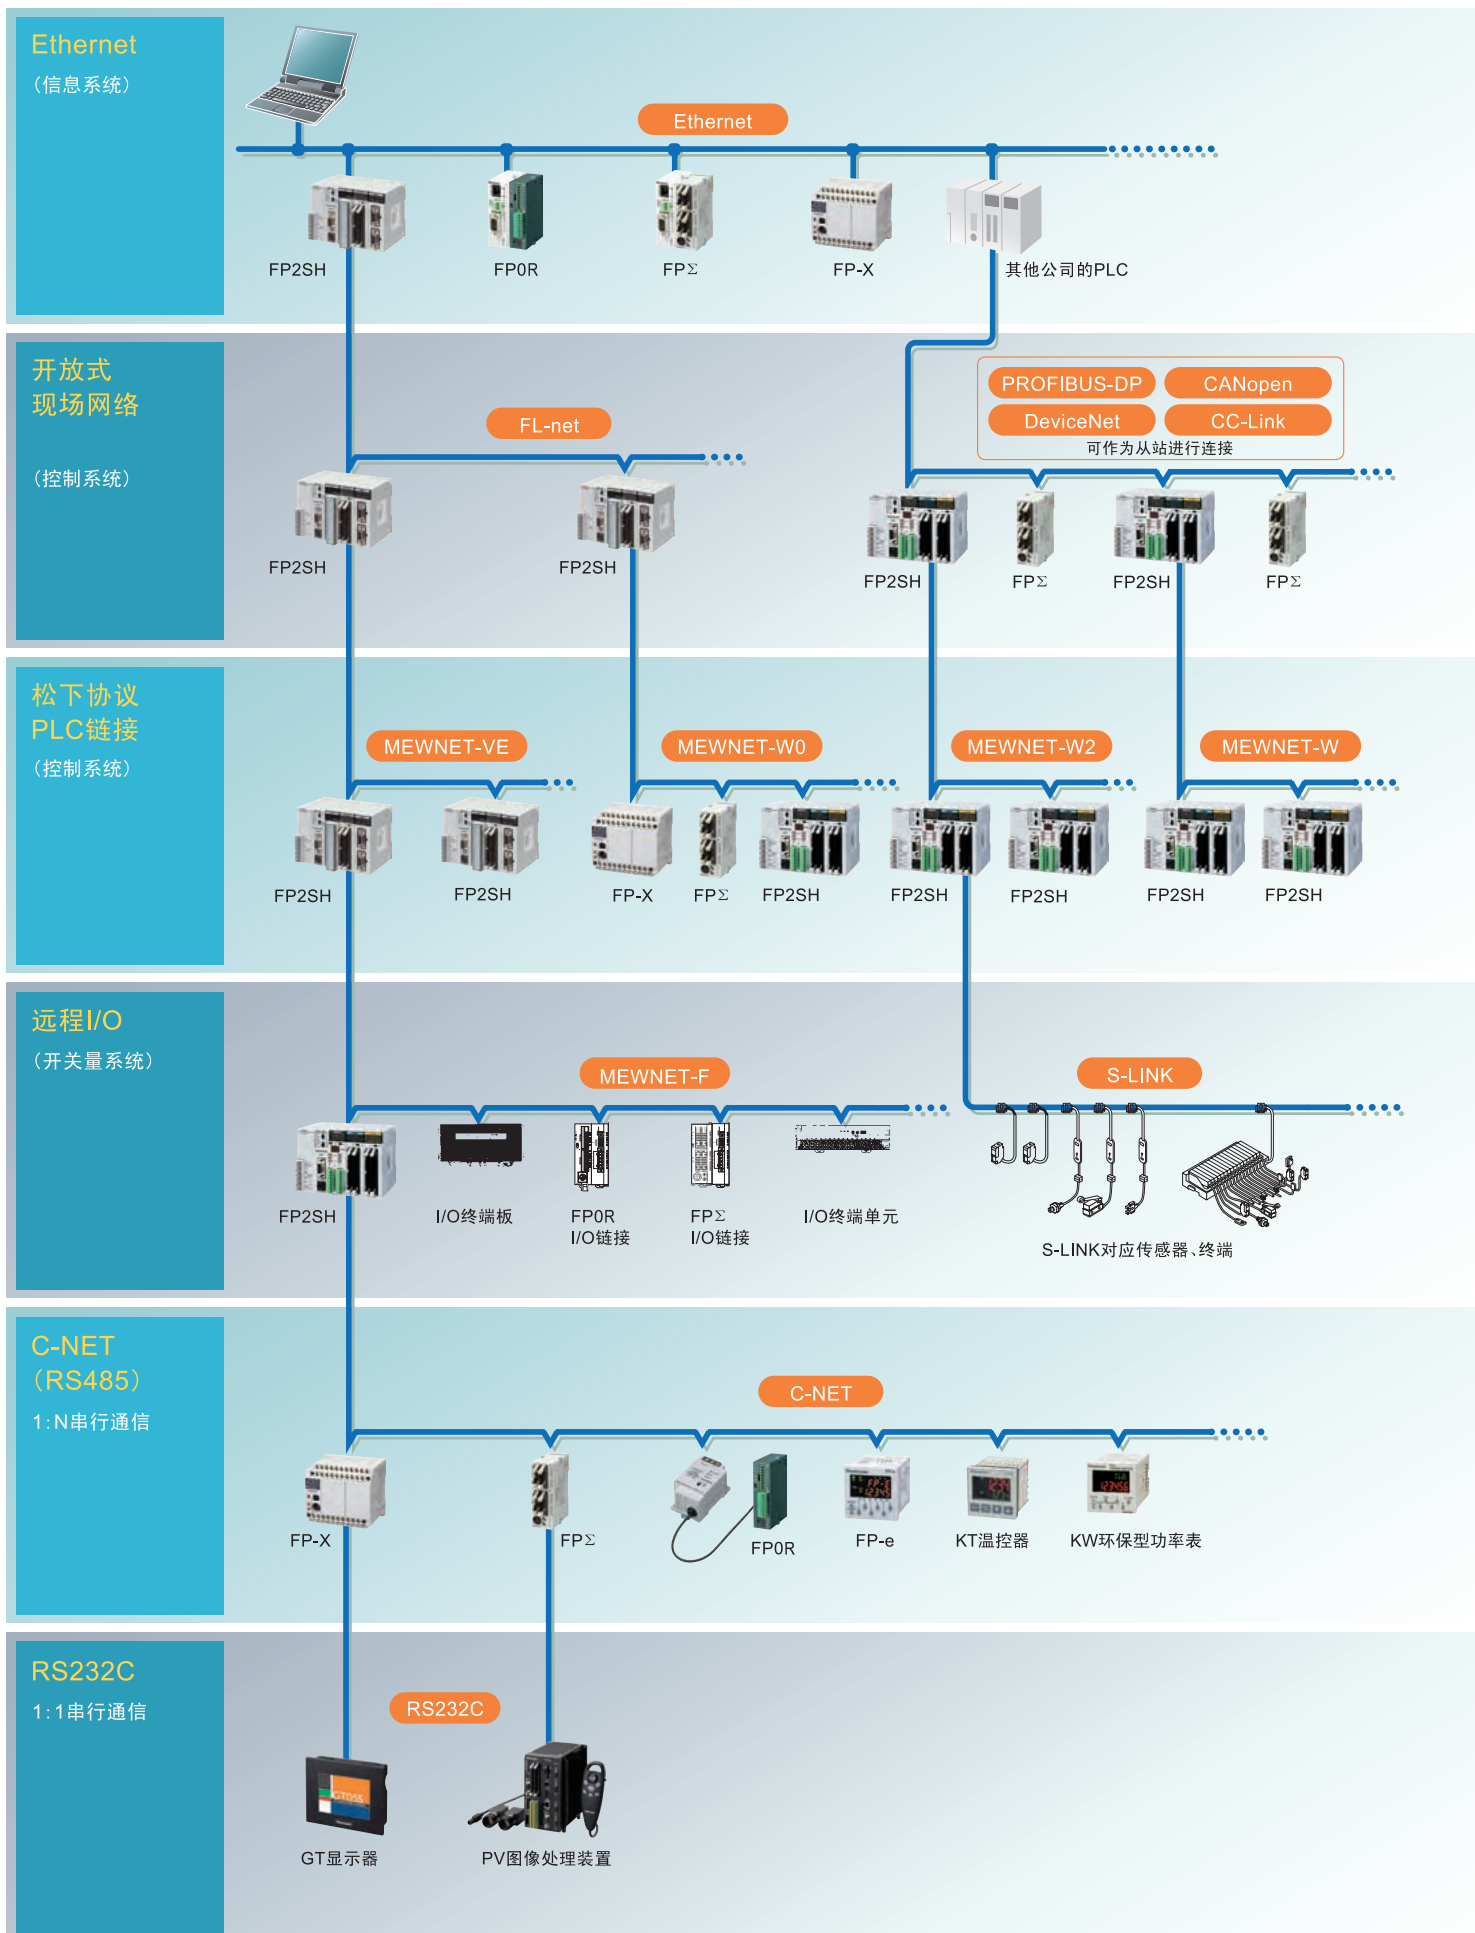 Ethernet
（信息系统）
Ethernet
FP2SH
FP0R
FPΣ
FP-X
其他公司的PLC
开放式
现场网络
（控制系统）
FL-net
PROFIBUS-DP
CANopen
DeviceNet
CC-Link
可作为从站进行连接
FP2SH
FP2SH
FP2SH
FPΣ
FP2SH
FPΣ
松下协议
PLC链接
（控制系统）
MEWNET-VE
MEWNET-W0
MEWNET-W2
MEWNET-W
FP2SH
FP2SH
FP-X
FPΣ
FP2SH
FP2SH
FP2SH
FP2SH
FP2SH
远程I/O
（开关量系统）
MEWNET-F
S-LINK
FP2SH
I/O终端板
FP0R
I/O链接
FPΣ
I/O链接
I/O终端单元
S-LINK对应传感器、终端
C-NET
（RS485）
1:N串行通信
C-NET
FP-X
FPΣ
FP0R
FP-e
KT温控器
KW环保型功率表
RS232C
1:1串行通信
RS232C
GT05S
GT显示器
PV图像处理装置